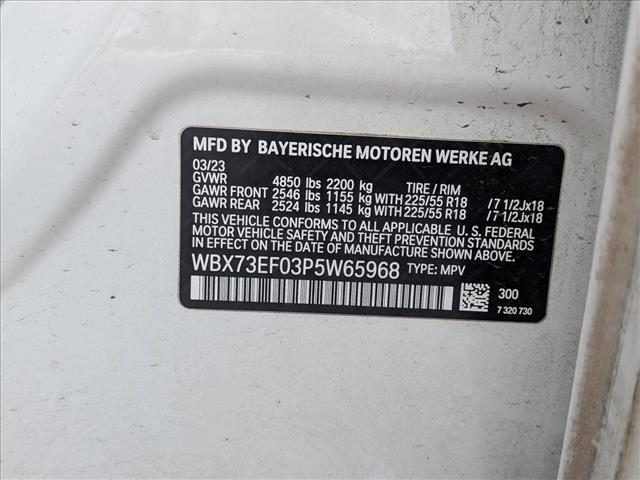 MFD BY BAYERISCHE MOTOREN WERKE AG
03/23
GVWR 4850 lbs 2200 kg TIRE / RIM
GAWR FRONT 2546 lbs 1155 kg WITH 225/55 R18 /7 1/2Jx18
GAWR REAR 2524 lbs 1145 kg WITH 225/55 R18 /7 1/2Jx18
THIS VEHICLE CONFORMS TO ALL APPLICABLE U. S. FEDERAL
MOTOR VEHICLE SAFETY, BUMPER, AND THEFT PREVENTION
STANDARDS IN EFFECT ON THE DATE OF MANUFACTURE SHOWN ABOVE.
WBX73EF03P5W65968 TYPE: MPV
300
7 320 730